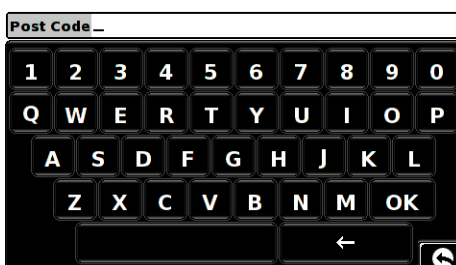 Post Code
1 2 3 4 5 6 7 8 9 0
Q W E R T Y U I O P
A S D F G H J K L
Z X C V B N M OK
←